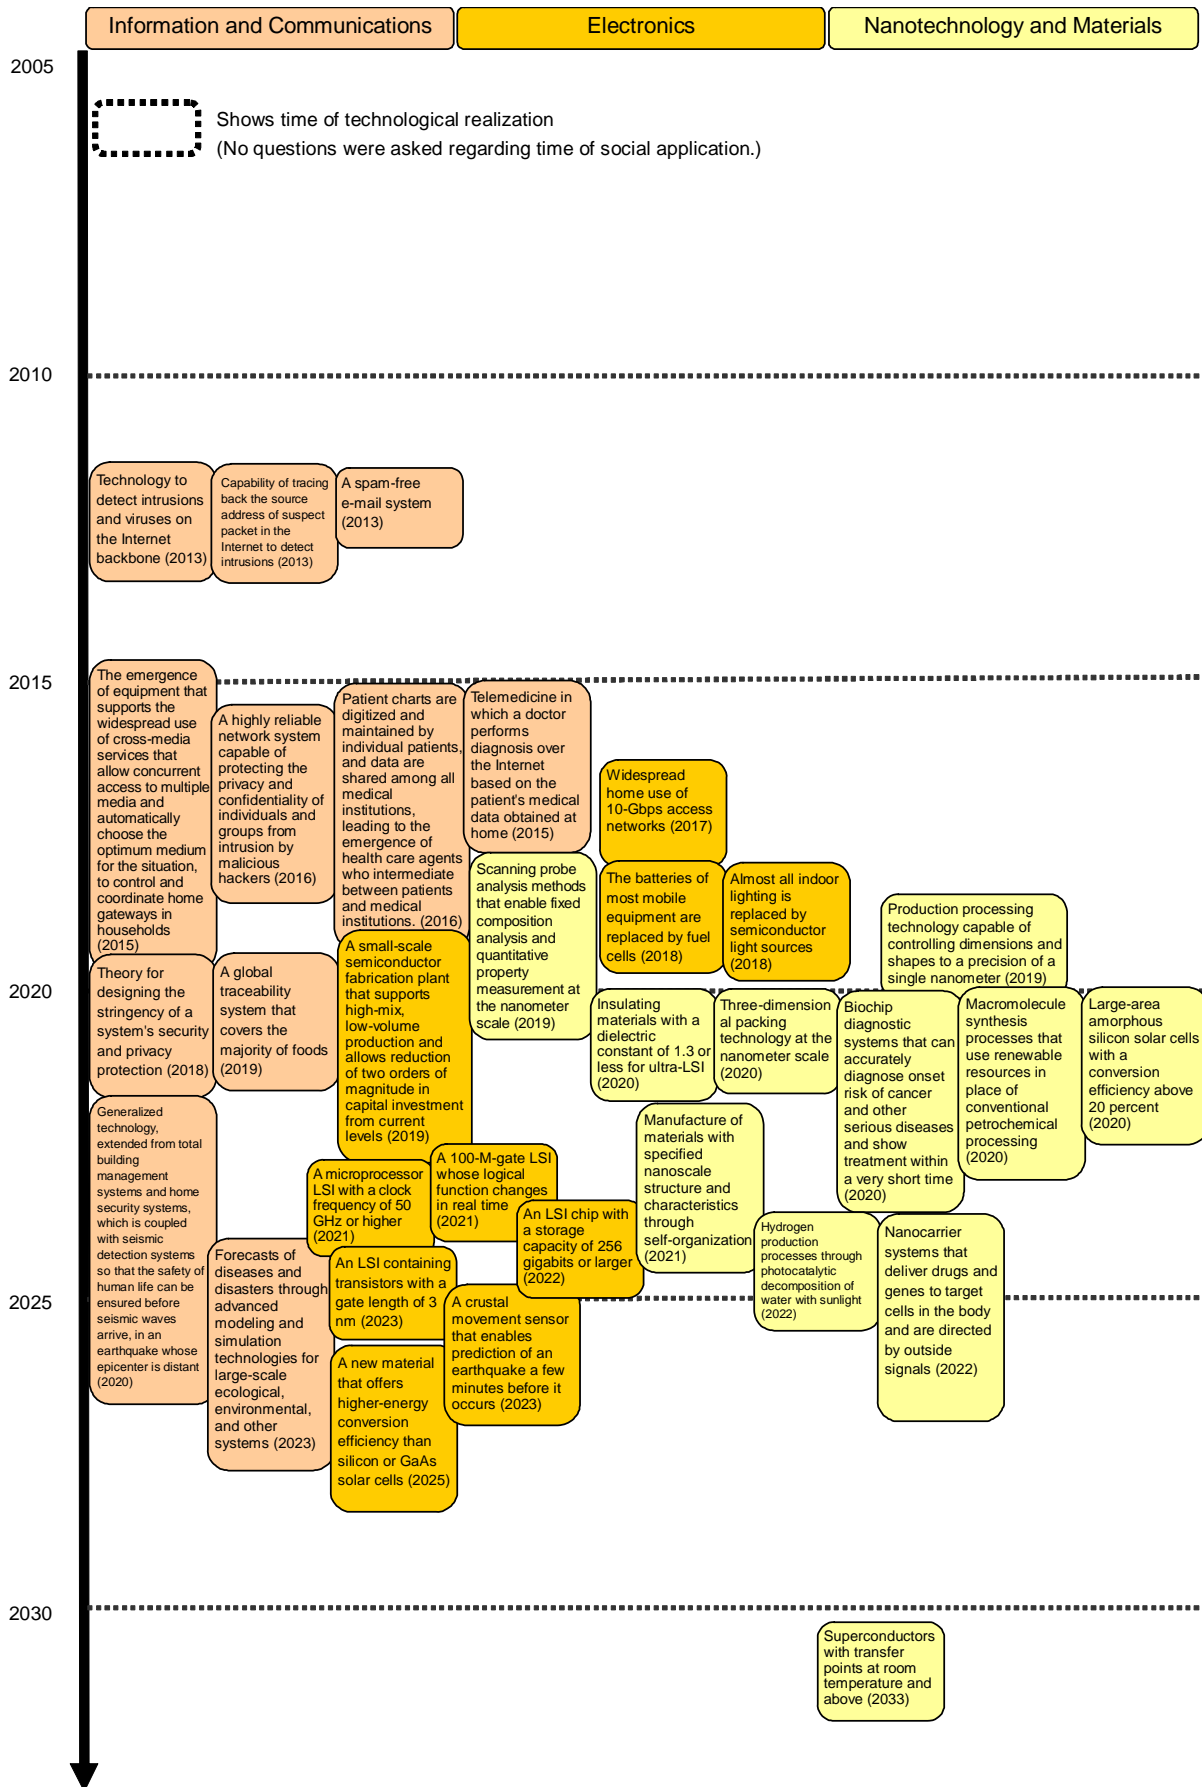 Information and Communications
Electronics
Nanotechnology and Materials
2005
Shows time of technological realization
(No questions were asked regarding time of social application.)
2010
Technology to
detect intrusions
and viruses on
the Internet
backbone (2013)
Capability of tracing
back the source
address of suspect
packet in the
Internet to detect
intrusions (2013)
A spam-free
e-mail system
(2013)
2015
The emergence
of equipment that
supports the
widespread use
of cross-media
services that
allow concurrent
access to multiple
media and
automatically
choose the
optimum medium
for the situation,
to control and
coordinate home
gateways in
households
(2015)
A highly reliable
network system
capable of
protecting the
privacy and
confidentiality of
individuals and
groups from
intrusion by
malicious
hackers (2016)
Patient charts are
digitized and
maintained by
individual patients,
and data are
shared among all
medical
institutions,
leading to the
emergence of
health care agents
who intermediate
between patients
and medical
institutions. (2016)
Telemedicine in
which a doctor
performs
diagnosis over
the Internet
based on the
patient's medical
data obtained at
home (2015)
Widespread
home use of
10-Gbps access
networks (2017)
Scanning probe
analysis methods
that enable fixed
composition
analysis and
quantitative
property
measurement at
the nanometer
scale (2019)
The batteries of
most mobile
equipment are
replaced by fuel
cells (2018)
Almost all indoor
lighting is
replaced by
semiconductor
light sources
(2018)
Production processing
technology capable of
controlling dimensions and
shapes to a precision of a
single nanometer (2019)
2020
Theory for
designing the
stringency of a
system's security
and privacy
protection (2018)
A global
traceability
system that
covers the
majority of foods
(2019)
A small-scale
semiconductor
fabrication plant
that supports
high-mix,
low-volume
production and
allows reduction
of two orders of
magnitude in
capital investment
from current
levels (2019)
Insulating
materials with a
dielectric
constant of 1.3 or
less for ultra-LSI
(2020)
Three-dimension
al packing
technology at the
nanometer scale
(2020)
Biochip
diagnostic
systems that can
accurately
diagnose onset
risk of cancer
and other
serious diseases
and show
treatment within
a very short time
(2020)
Macromolecule
synthesis
processes that
use renewable
resources in
place of
conventional
petrochemical
processing
(2020)
Large-area
amorphous
silicon solar cells
with a
conversion
efficiency above
20 percent
(2020)
Generalized
technology,
extended from total
building
management
systems and home
security systems,
which is coupled
with seismic
detection systems
so that the safety of
human life can be
ensured before
seismic waves
arrive, in an
earthquake whose
epicenter is distant
(2020)
A microprocessor
LSI with a clock
frequency of 50
GHz or higher
(2021)
A 100-M-gate LSI
whose logical
function changes
in real time
(2021)
Manufacture of
materials with
specified
nanoscale
structure and
characteristics
through
self-organization
(2021)
An LSI chip with
a storage
capacity of 256
gigabits or larger
(2022)
Hydrogen
production
processes through
photocatalytic
decomposition of
water with sunlight
(2022)
Nanocarrier
systems that
deliver drugs and
genes to target
cells in the body
and are directed
by outside
signals (2022)
Forecasts of
diseases and
disasters through
advanced
modeling and
simulation
technologies for
large-scale
ecological,
environmental,
and other
systems (2023)
An LSI containing
transistors with a
gate length of 3
nm (2023)
2025
A crustal
movement sensor
that enables
prediction of an
earthquake a few
minutes before it
occurs (2023)
A new material
that offers
higher-energy
conversion
efficiency than
silicon or GaAs
solar cells (2025)
2030
Superconductors
with transfer
points at room
temperature and
above (2033)